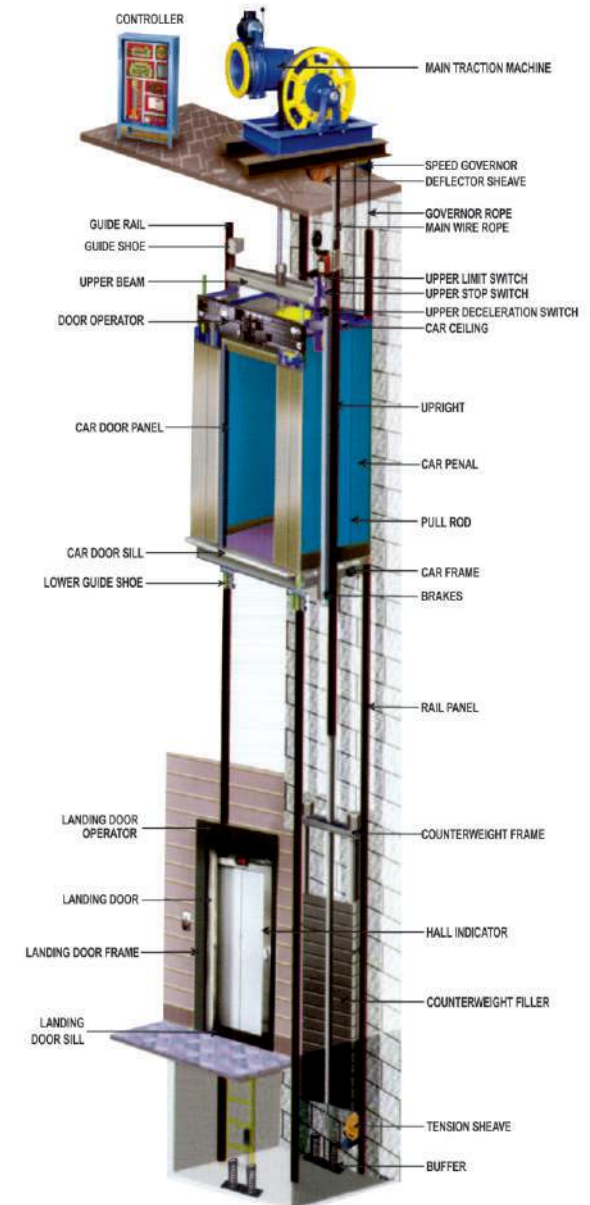 CONTROLLER
MAIN TRACTION MACHINE
SPEED GOVERNOR
DEFLECTOR SHEAVE
GOVERNOR ROPE
MAIN WIRE ROPE
GUIDE RAIL
GUIDE SHOE
UPPER BEAM
DOOR OPERATOR
UPPER LIMIT SWITCH
UPPER STOP SWITCH
UPPER DECELERATION SWITCH
CAR CEILING
UPRIGHT
CAR DOOR PANEL
CAR PENAL
PULL ROD
CAR DOOR SILL
LOWER GUIDE SHOE
CAR FRAME
BRAKES
RAIL PANEL
LANDING DOOR
OPERATOR
COUNTERWEIGHT FRAME
LANDING DOOR
HALL INDICATOR
LANDING DOOR FRAME
COUNTERWEIGHT FILLER
LANDING
DOOR SILL
TENSION SHEAVE
BUFFER